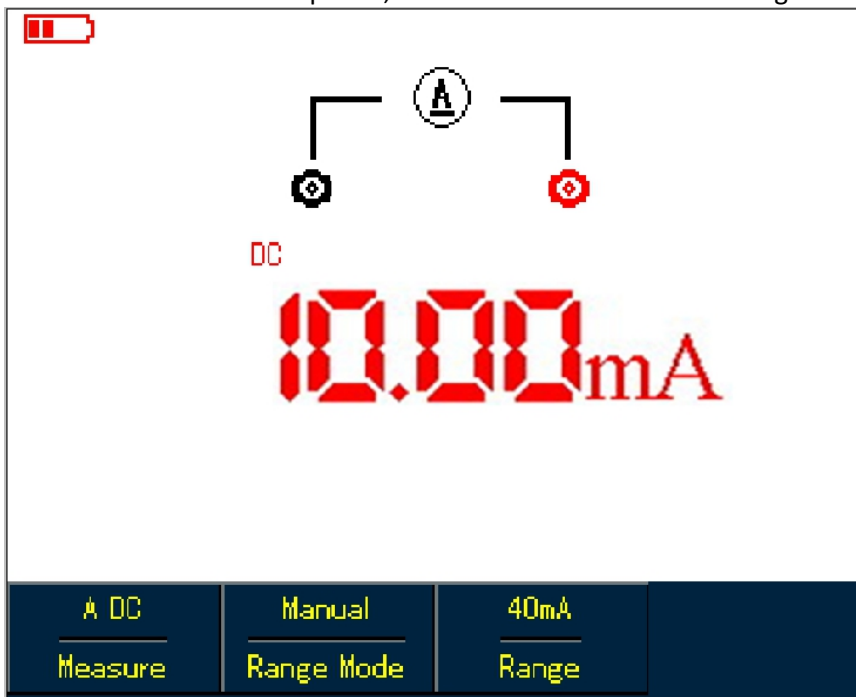 A
DC
10.00mA
A DC Manual 40mA
Measure Range Mode Range